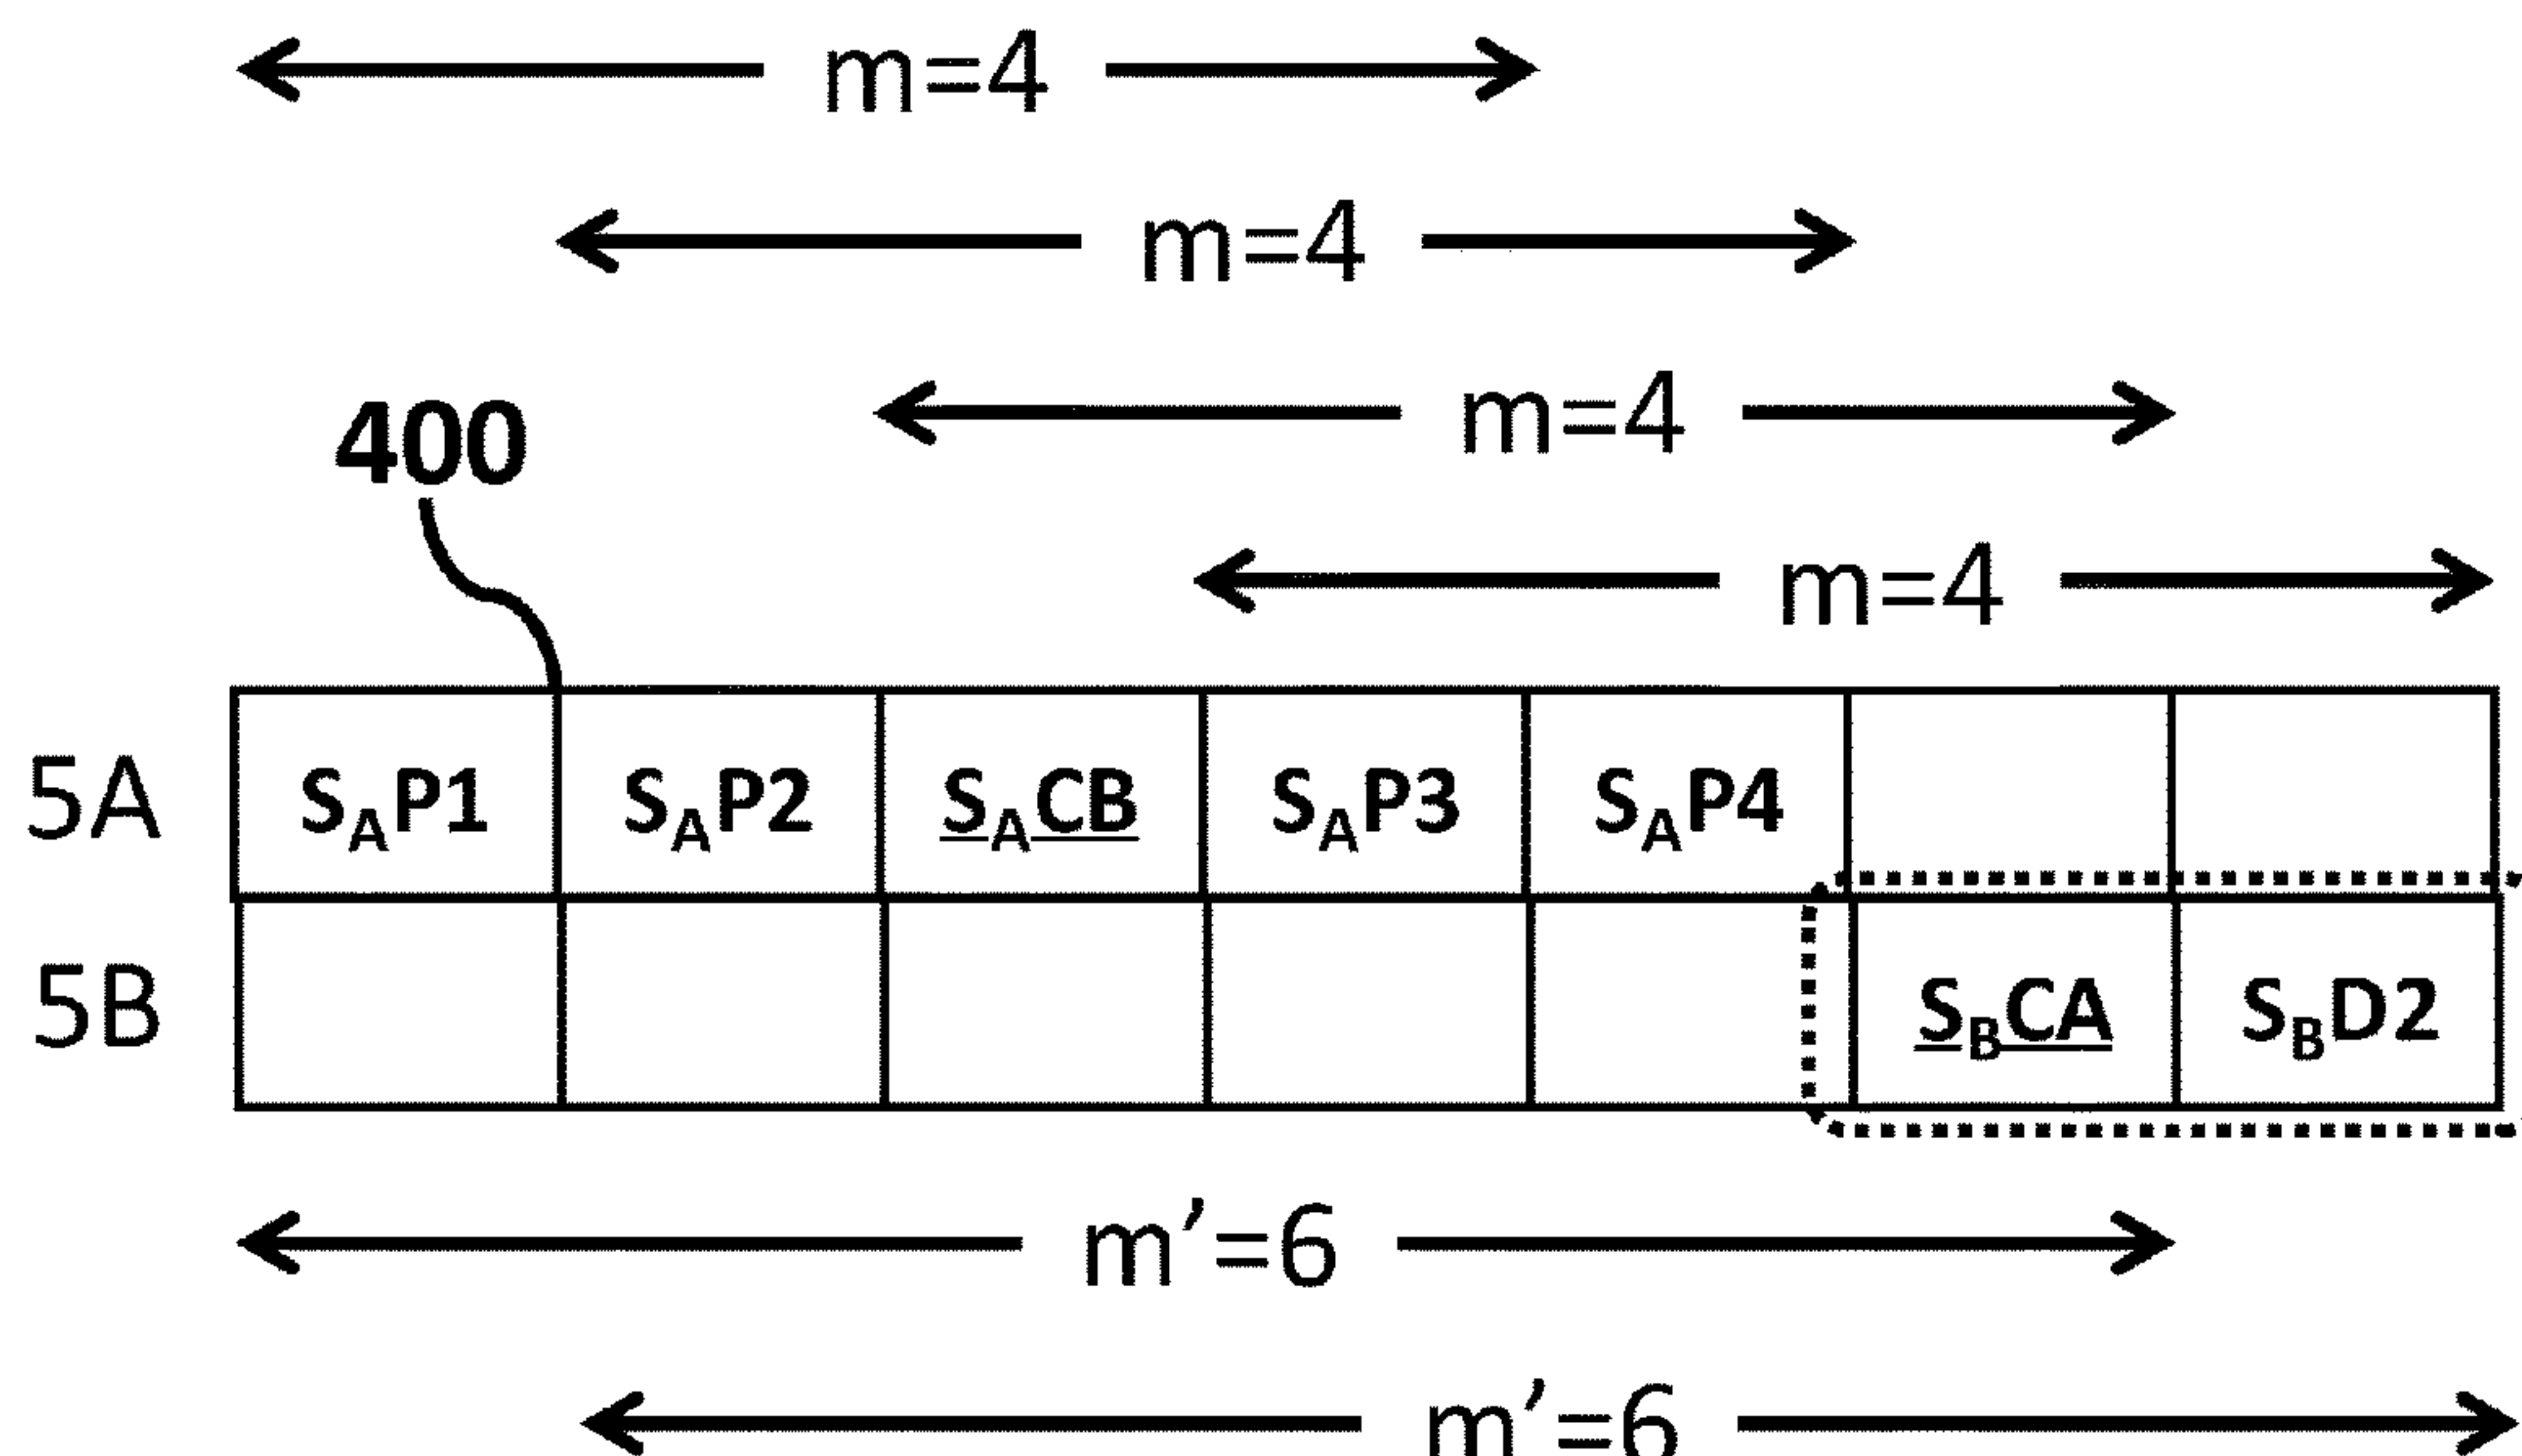 m=4
m=4
m=4
400
m=4
5A SAP1 SAP2 SACB SAP3 SAP4
5B SBCA SBD2
m'=6
m'=6